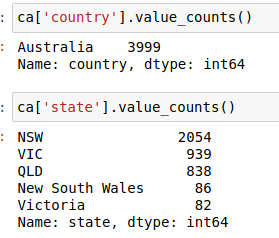 ca['country'].value_counts()
: Australia    3999
Name: country, dtype: int64
: ca['state'].value_counts()
: NSW                2054
VIC                 939
QLD                 838
New South Wales      86
Victoria             82
Name: state, dtype: int64